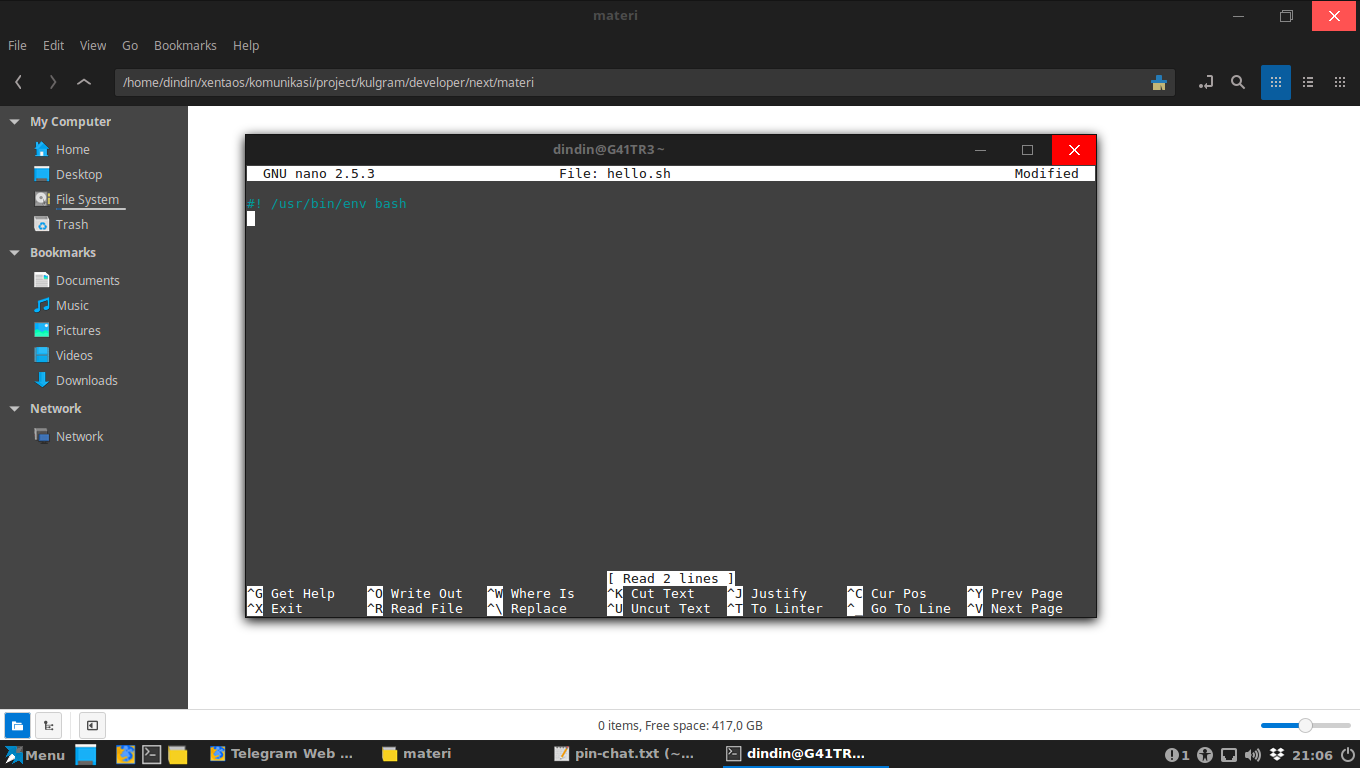 materi
File Edit View Go Bookmarks Help
/home/dindin/xentaos/komunikasi/project/kulgram/developer/next/materi
My Computer
Home
Desktop
File System
Trash
Bookmarks
Documents
Music
Pictures
Videos
Downloads
Network
Network
dindin@G41TR3 ~
GNU nano 2.5.3 File: hello.sh Modified
#! /usr/bin/env bash
[ Read 2 lines ]
^G Get Help ^O Write Out ^W Where Is ^K Cut Text ^J Justify ^C Cur Pos ^Y Prev Page
^X Exit ^R Read File ^\ Replace ^U Uncut Text ^T To Linter ^_ Go To Line ^V Next Page
0 items, Free space: 417,0 GB
Menu Telegram Web ... materi pin-chat.txt (~... dindin@G41TR... 1 21:06